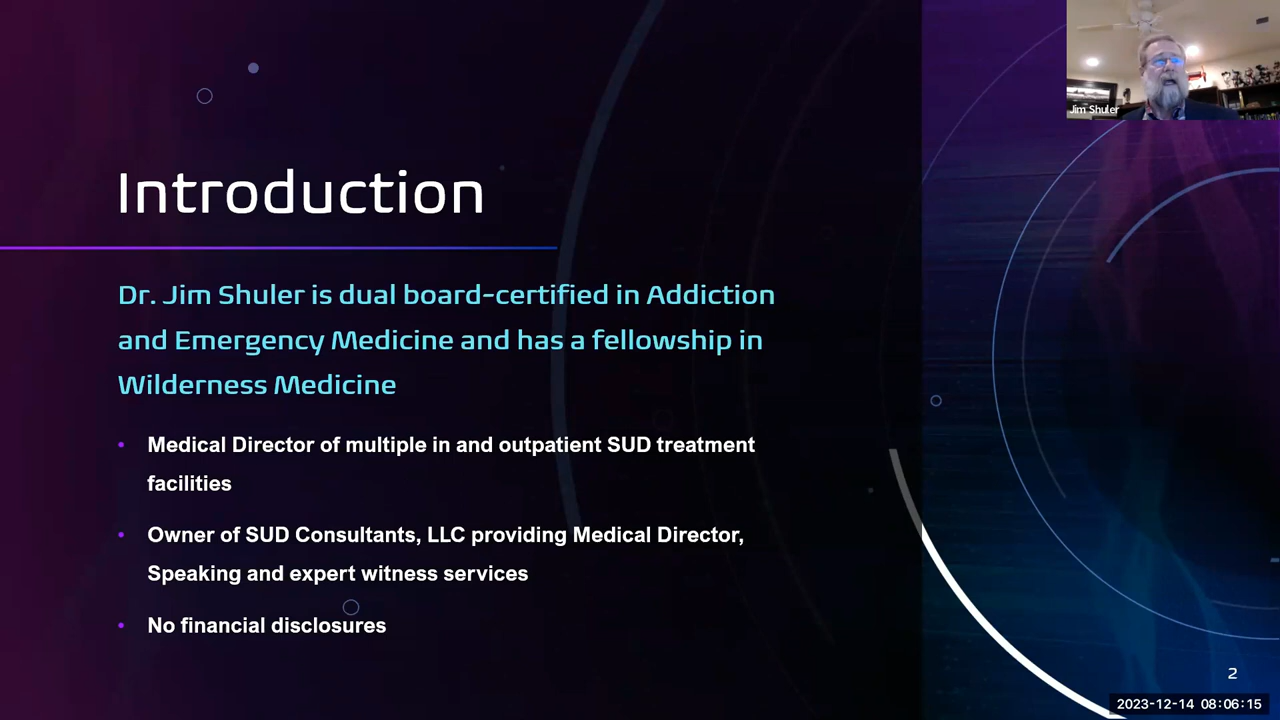 Jim Shuler
Introduction
Dr. Jim Shuler is dual board-certified in Addiction
and Emergency Medicine and has a fellowship in
Wilderness Medicine
• Medical Director of multiple in and outpatient SUD treatment
facilities
• Owner of SUD Consultants, LLC providing Medical Director,
Speaking and expert witness services
• No financial disclosures
2
2023-12-14 08:06:15